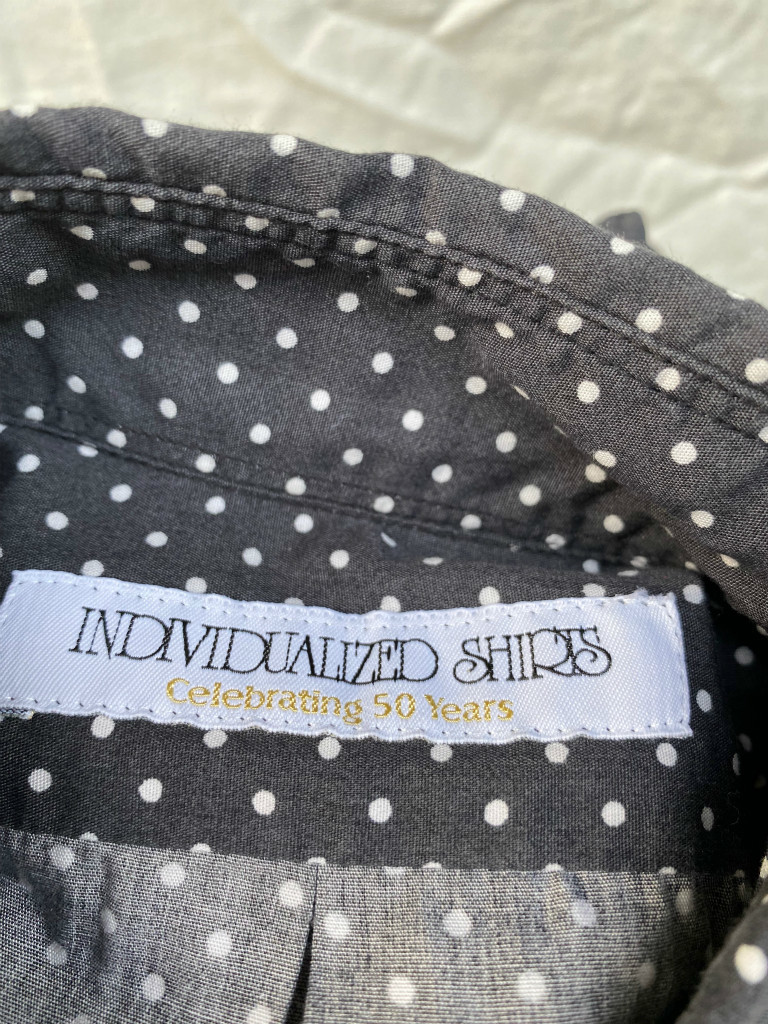 INDIVIDUALIZED SHIRTS
Celebrating 50 Years